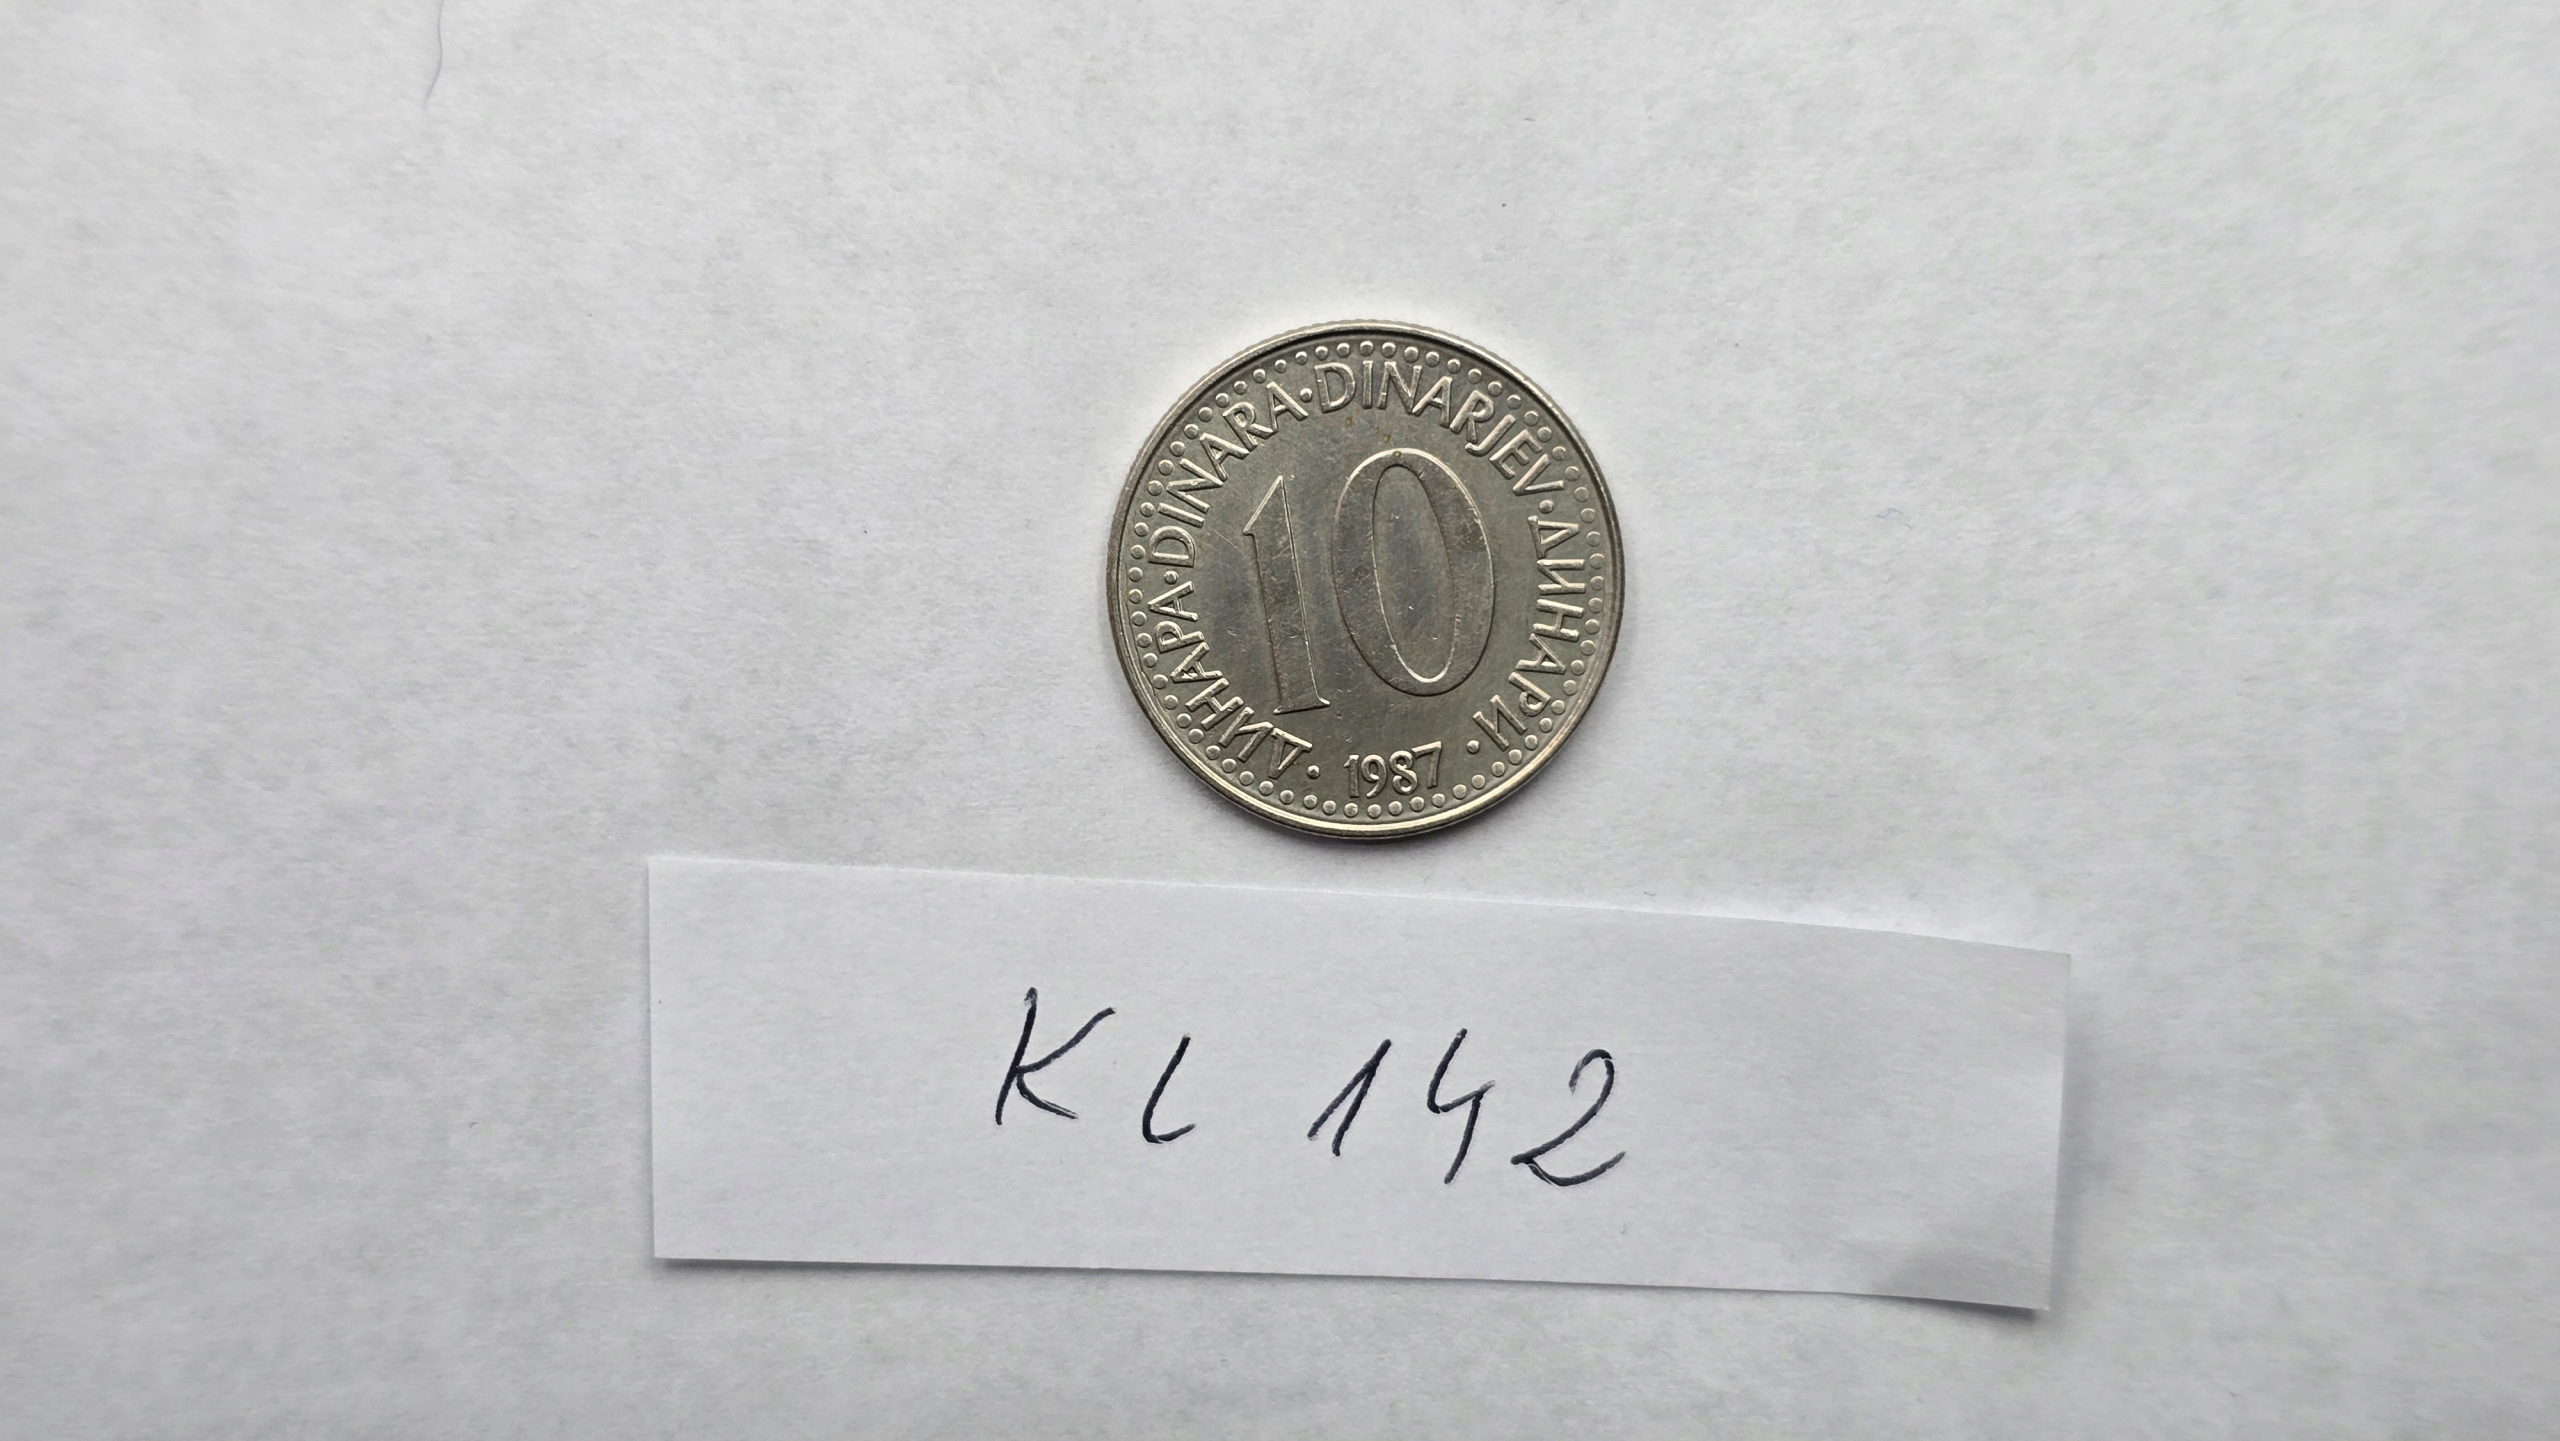 ДИНАРА · DINARA · DINARJEV · ДИНАРИ ·
10
1987
KL 142